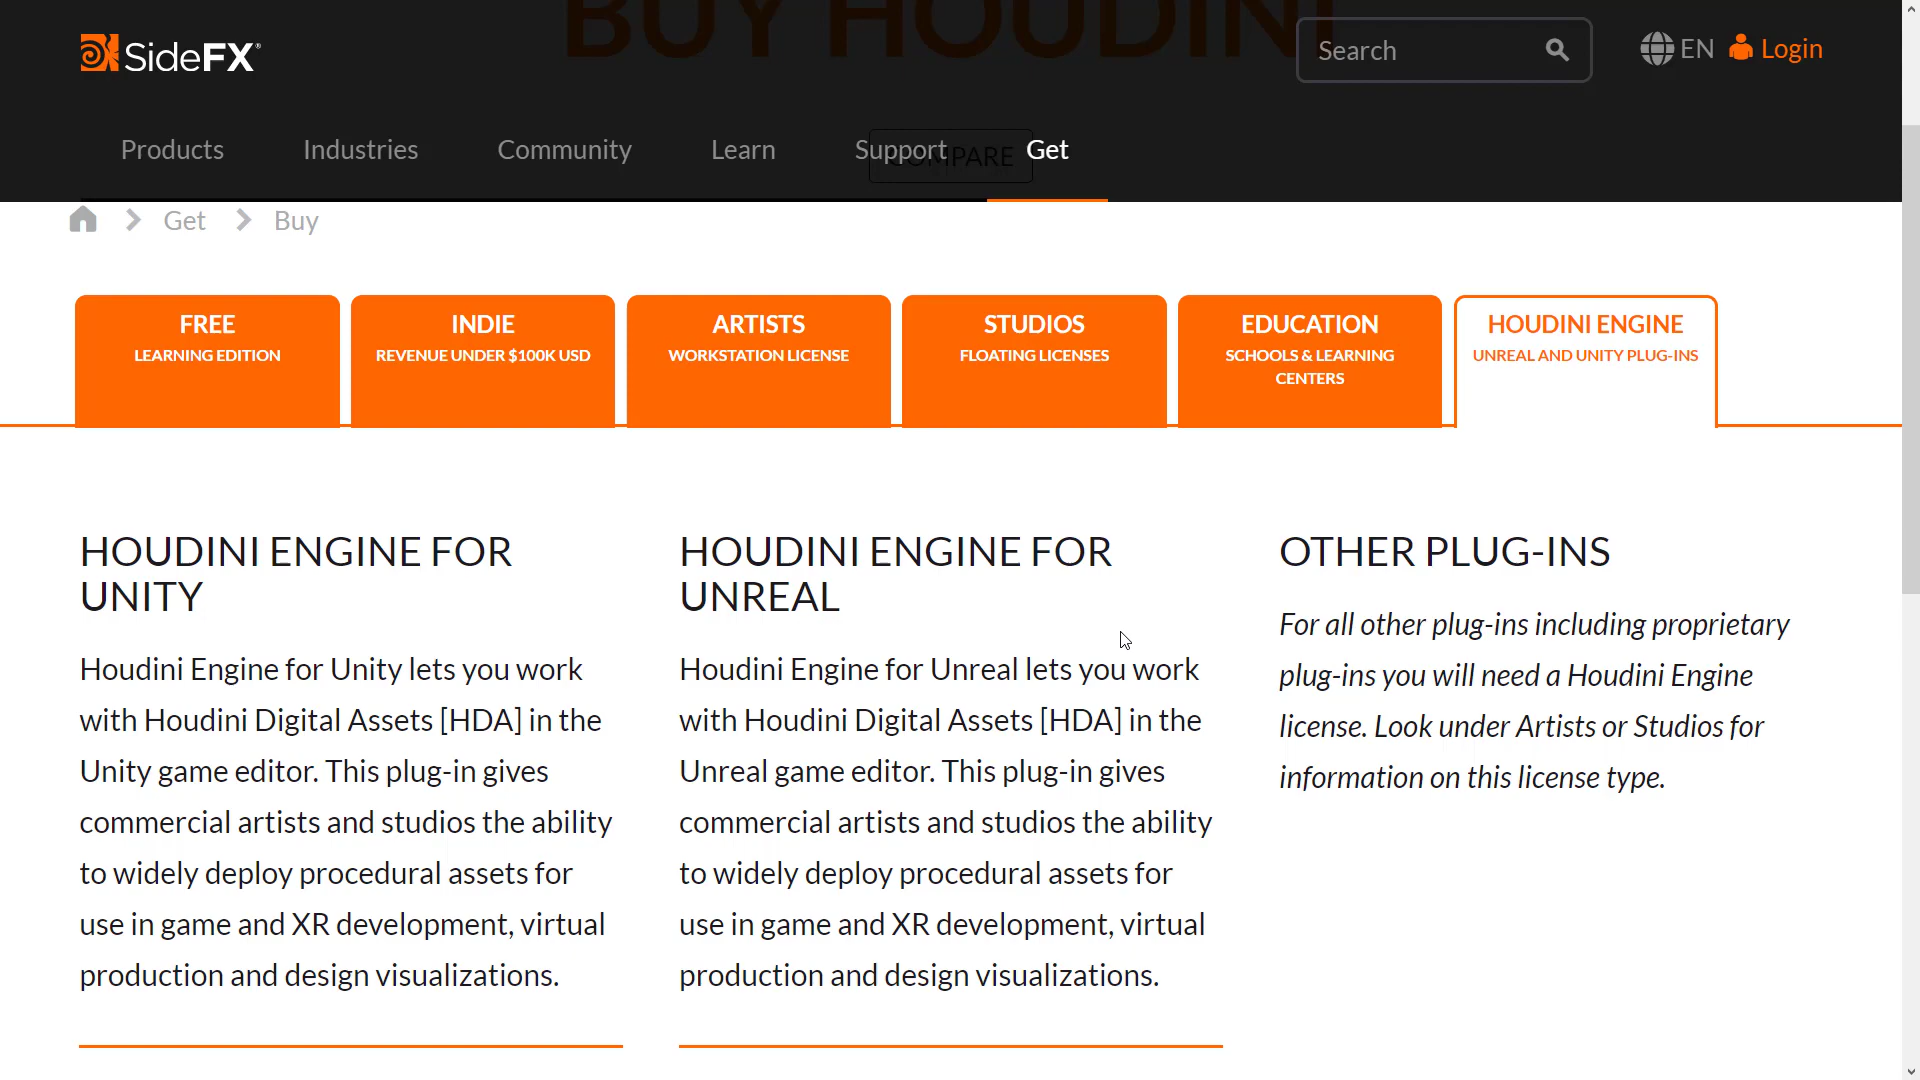 BUY HOUDINI
SideFX®
Search
EN
Login
Products
Industries
Community
Learn
Support
COMPARE
Get
Get
Buy
FREE
LEARNING EDITION
INDIE
REVENUE UNDER $100K USD
ARTISTS
WORKSTATION LICENSE
STUDIOS
FLOATING LICENSES
EDUCATION
SCHOOLS & LEARNING
CENTERS
HOUDINI ENGINE
UNREAL AND UNITY PLUG-INS
HOUDINI ENGINE FOR
UNITY
Houdini Engine for Unity lets you work
with Houdini Digital Assets [HDA] in the
Unity game editor. This plug-in gives
commercial artists and studios the ability
to widely deploy procedural assets for
use in game and XR development, virtual
production and design visualizations.
HOUDINI ENGINE FOR
UNREAL
Houdini Engine for Unreal lets you work
with Houdini Digital Assets [HDA] in the
Unreal game editor. This plug-in gives
commercial artists and studios the ability
to widely deploy procedural assets for
use in game and XR development, virtual
production and design visualizations.
OTHER PLUG-INS
For all other plug-ins including proprietary
plug-ins you will need a Houdini Engine
license. Look under Artists or Studios for
information on this license type.